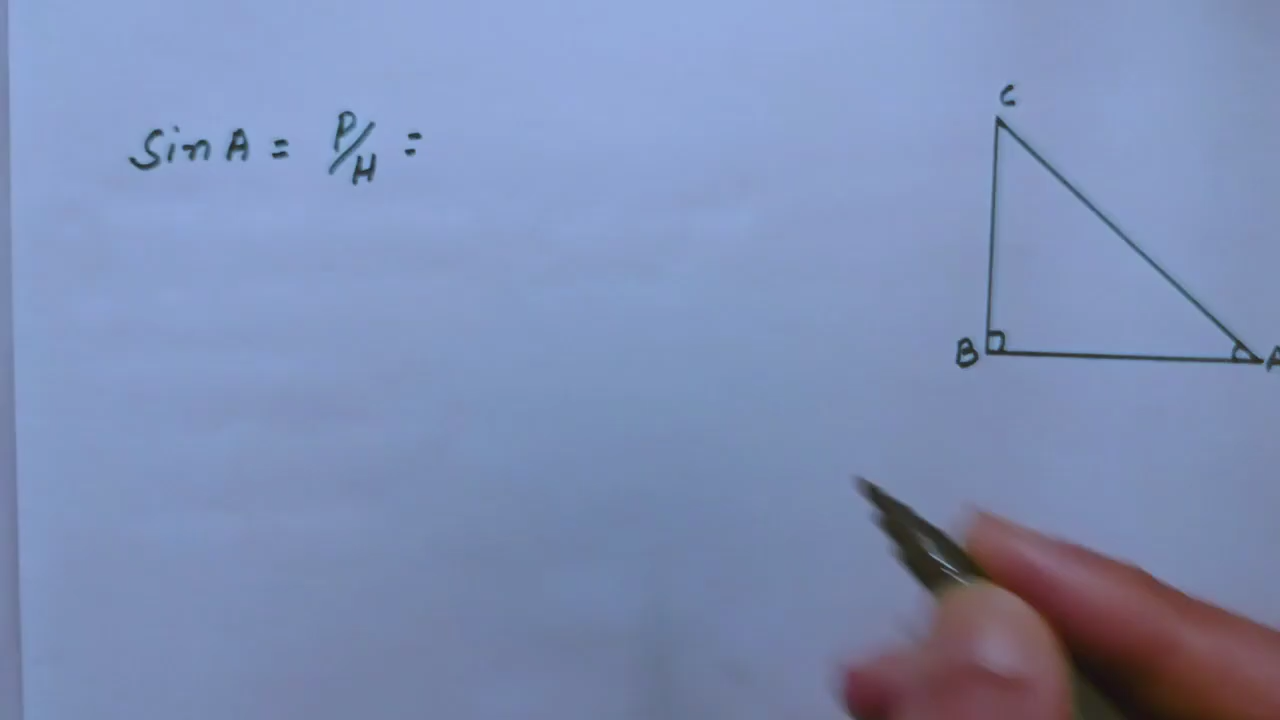 Sin A = P/H =
C
B
A